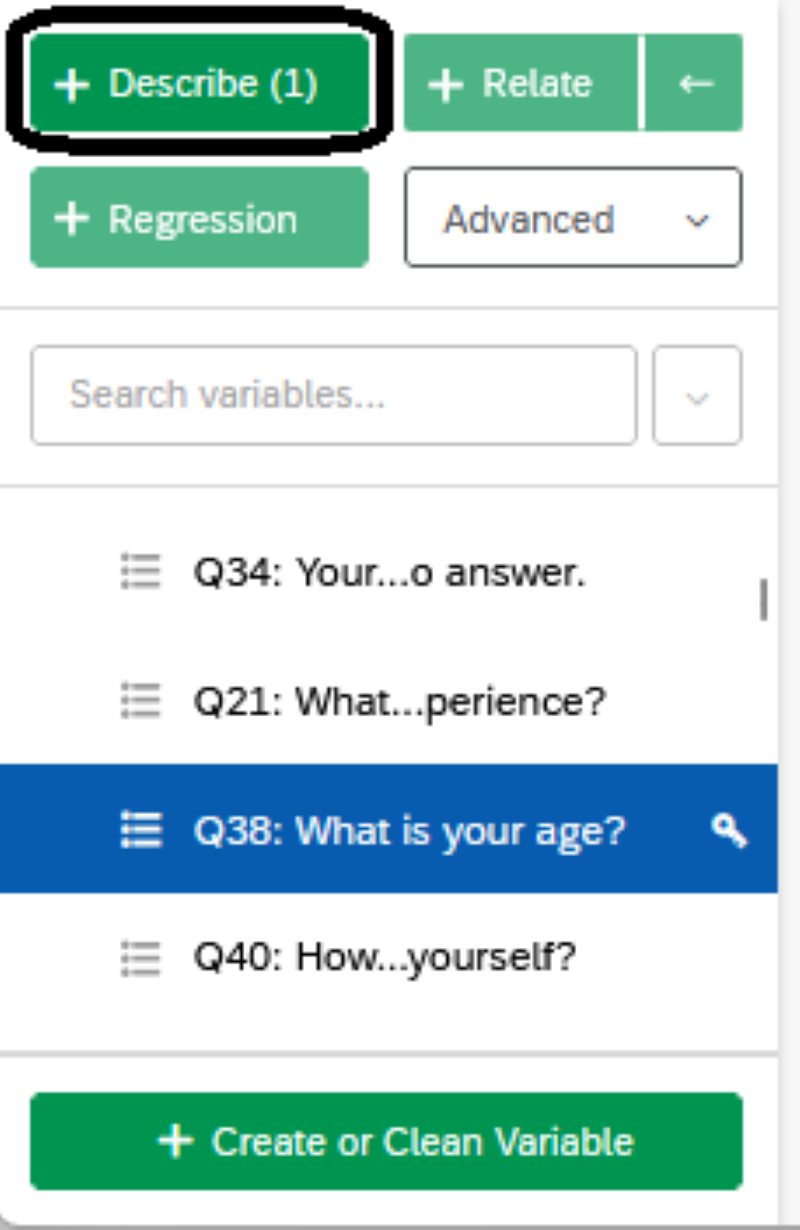 + Describe (1)
+ Relate ←
+ Regression
Advanced
Search variables...
Q34: Your...o answer.
Q21: What...perience?
Q38: What is your age?
Q40: How...yourself?
+ Create or Clean Variable